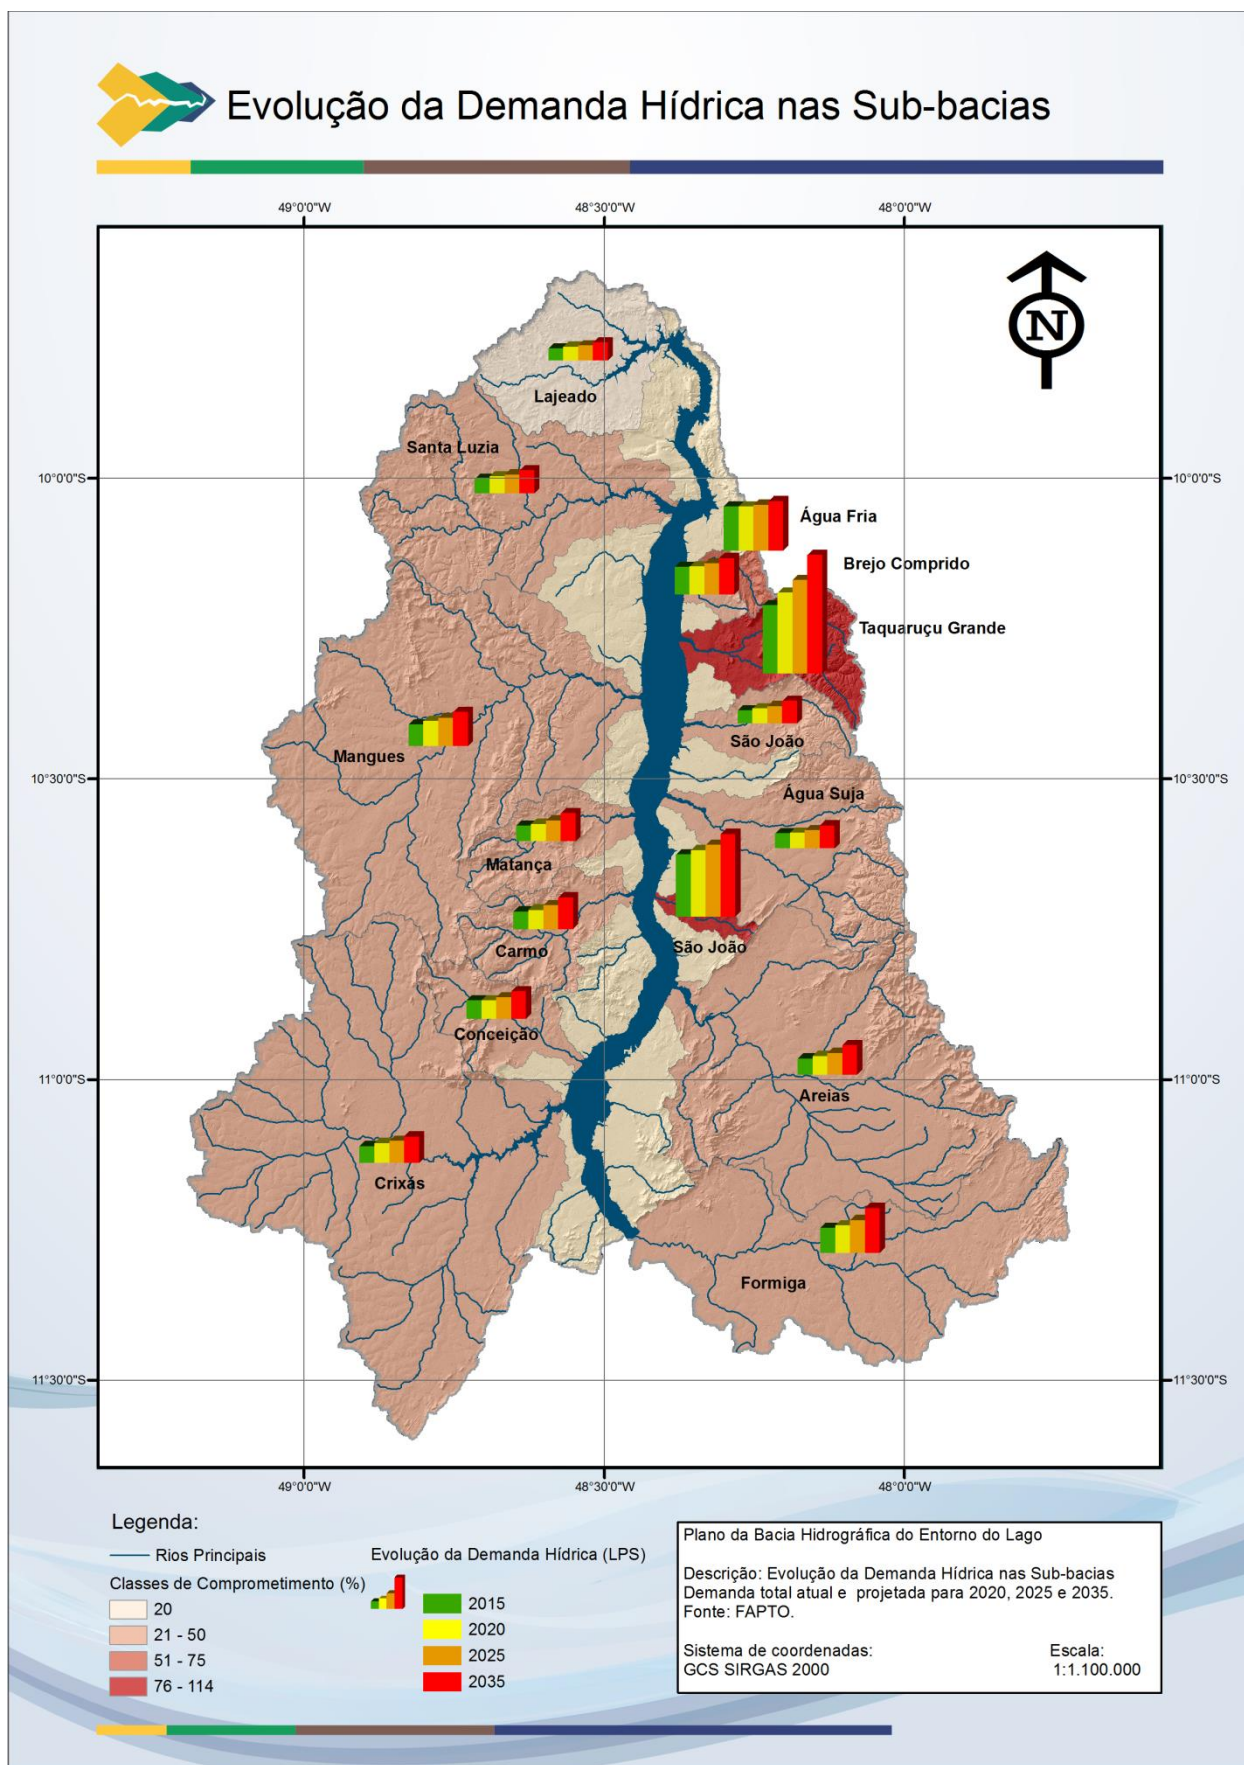 Evolução da Demanda Hídrica nas Sub-bacias
49°0'0"W
48°30'0"W
48°0'0"W
N
Lajeado
Santa Luzia
10°0'0"S
10°0'0"S
Água Fria
Brejo Comprido
Taquaruçu Grande
São João
Mangues
10°30'0"S
10°30'0"S
Água Suja
Matança
São João
Carmo
Conceição
11°0'0"S
11°0'0"S
Areias
Crixás
Formiga
11°30'0"S
11°30'0"S
49°0'0"W
48°30'0"W
48°0'0"W
Legenda:
Rios Principais
Classes de Comprometimento (%)
20
21 - 50
51 - 75
76 - 114
Evolução da Demanda Hídrica (LPS)
2015
2020
2025
2035
Plano da Bacia Hidrográfica do Entorno do Lago
Descrição: Evolução da Demanda Hídrica nas Sub-bacias
Demanda total atual e projetada para 2020, 2025 e 2035.
Fonte: FAPTO.
Sistema de coordenadas:
GCS SIRGAS 2000
Escala:
1:1.100.000